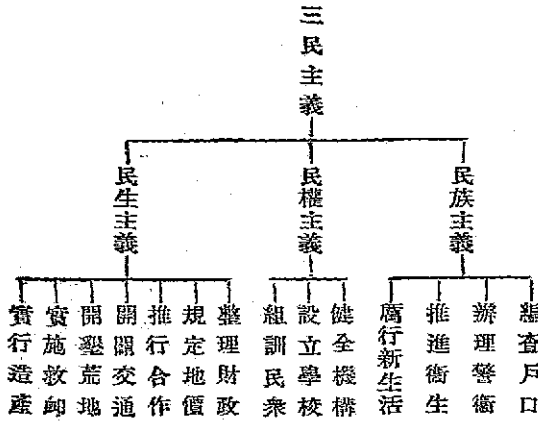 三民主義
民族主義
民權主義
民生主義
編查戶口
辦理警衛
推進衛生
厲行新生活
健全機構
設立學校
組訓民衆
整理財政
規定地價
推行合作
開闢交通
開墾荒地
實施救卹
實行造產